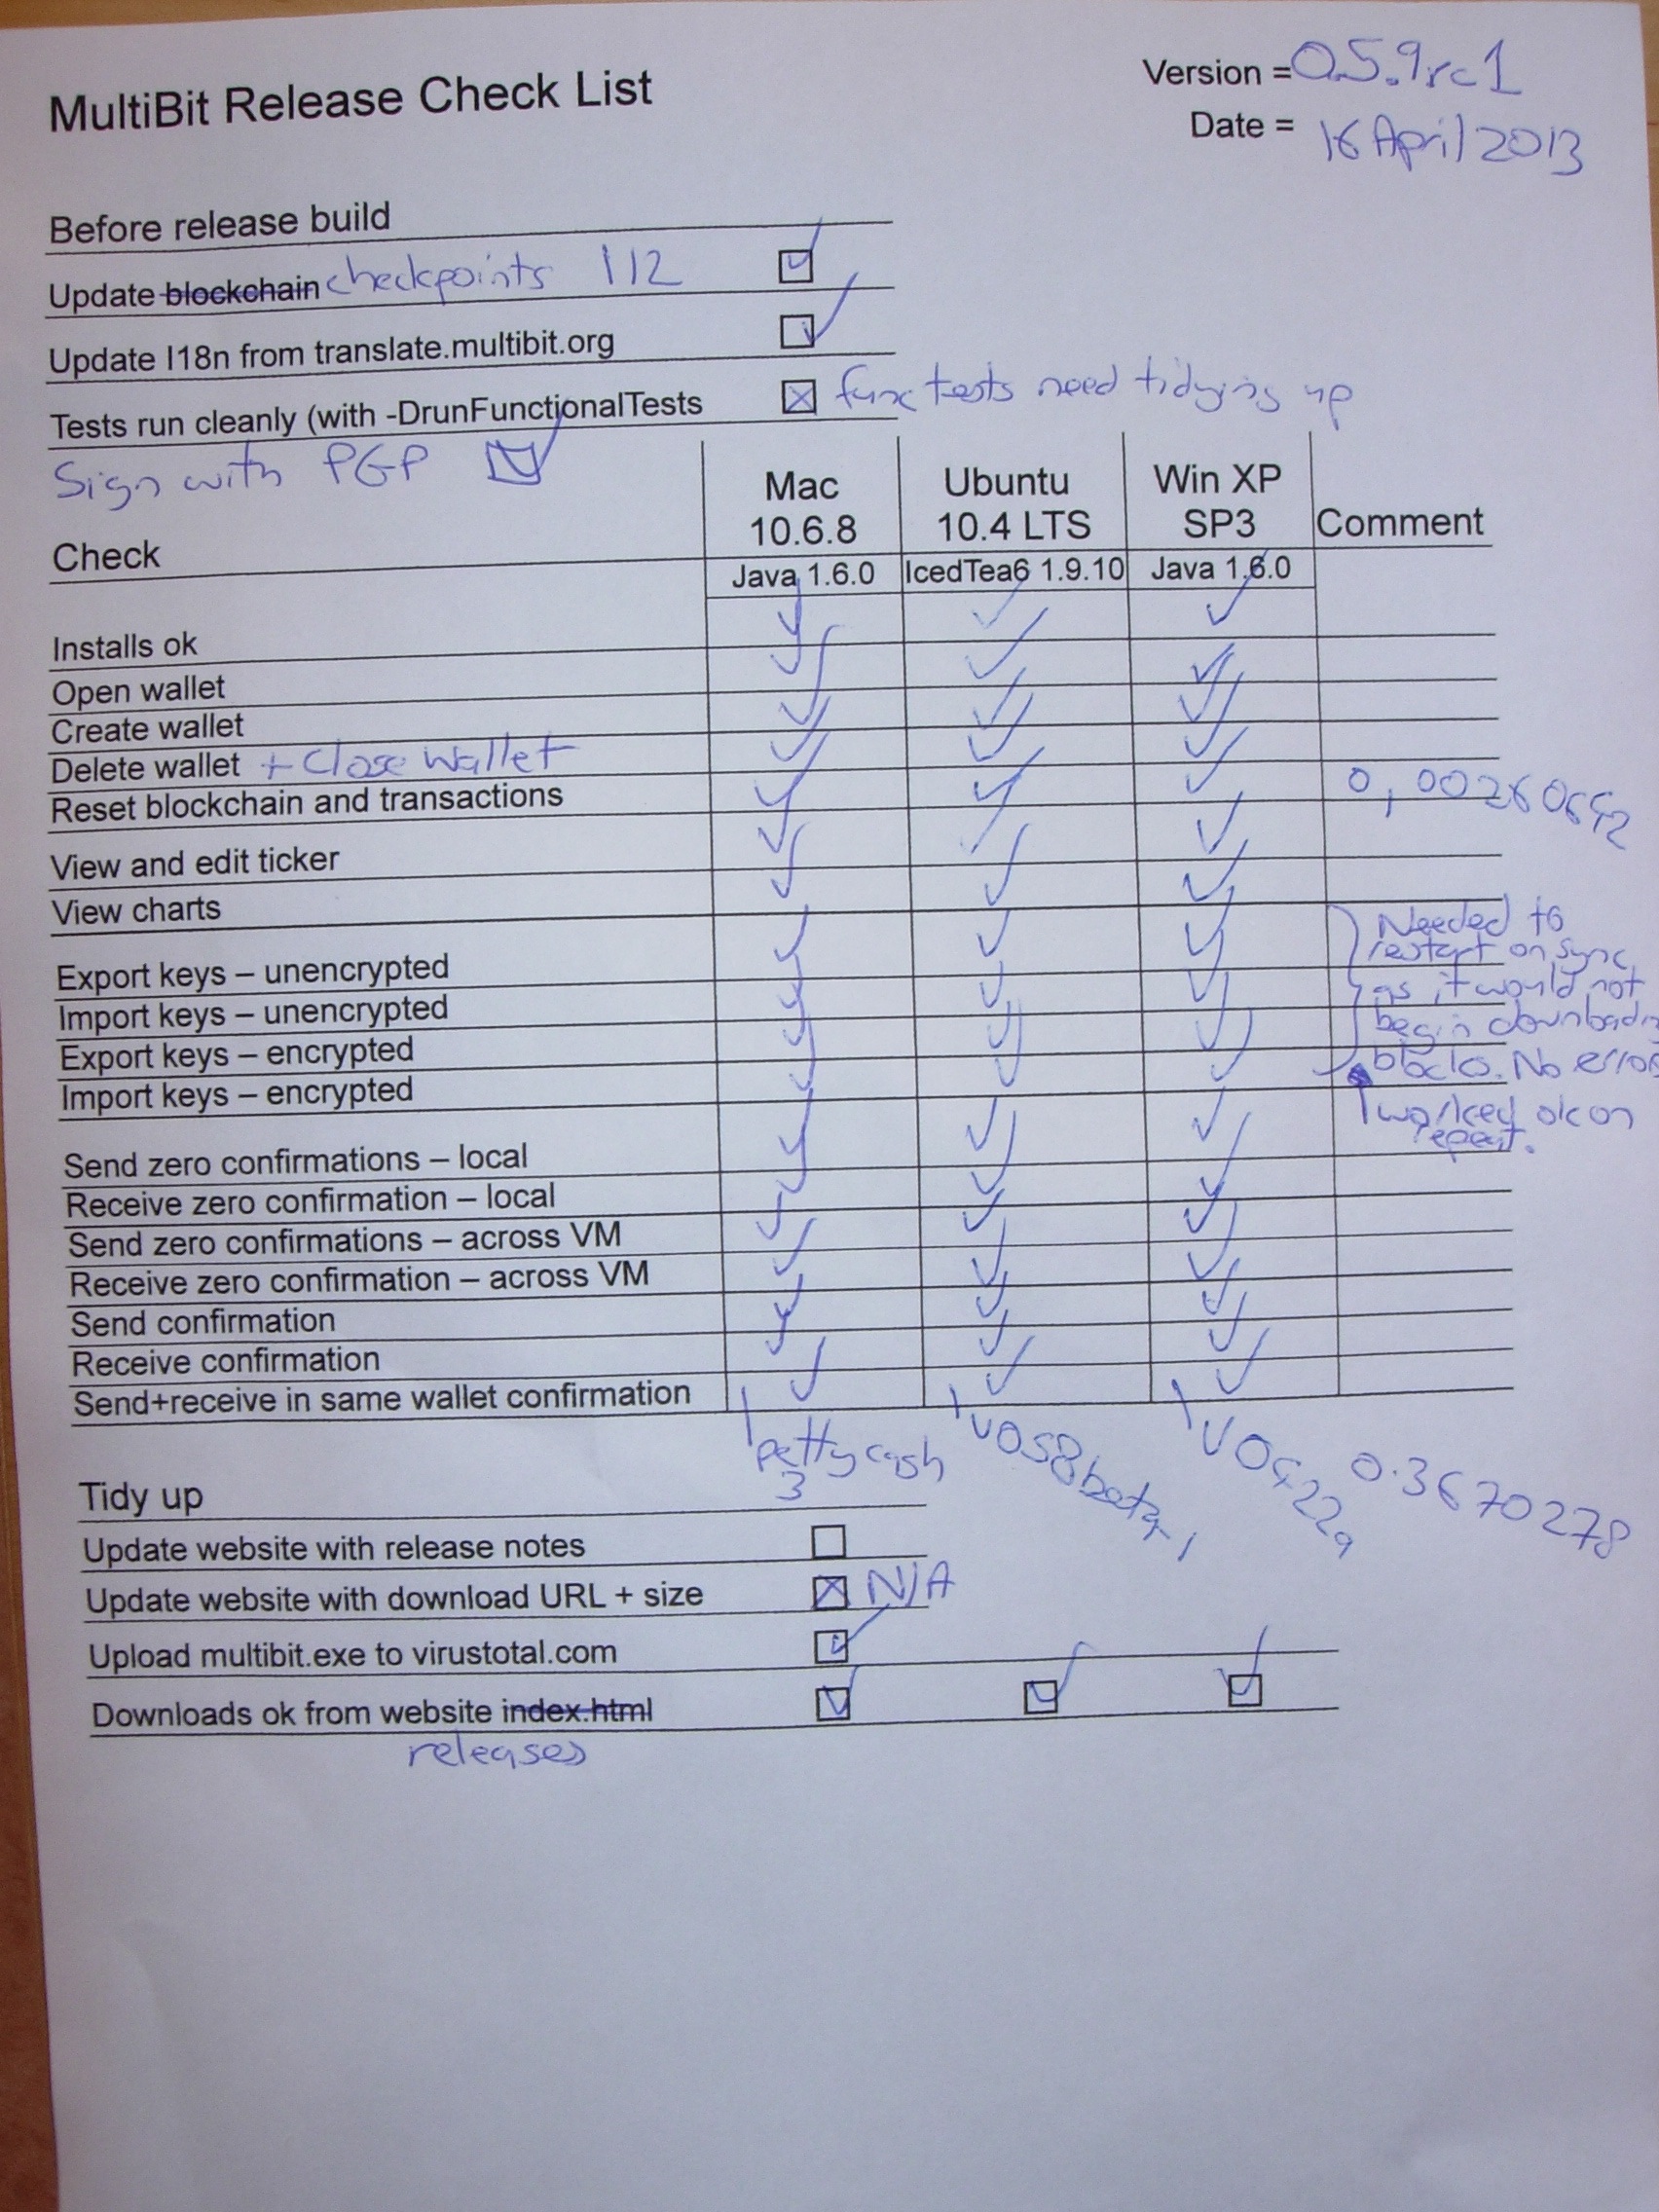 MultiBit Release Check List
Version = 0.5.9rc1
Date = 16 April 2013
Before release build
Update blockchain checkpoints 112
Update I18n from translate.multibit.org
Tests run cleanly (with -DrunFunctionalTests func tests need tidying up
Sign with PGP
Check Mac 10.6.8 Ubuntu 10.4 LTS Win XP SP3 Comment
Java 1.6.0 IcedTea6 1.9.10 Java 1.6.0
Installs ok
Open wallet
Create wallet
Delete wallet + Close wallet
Reset blockchain and transactions
View and edit ticker
View charts
Export keys – unencrypted
Import keys – unencrypted
Export keys – encrypted
Import keys – encrypted
Needed to
restart on sync
as it would not
begin downloading
blocks. No error
worked ok on
repeat.
Send zero confirmations – local
Receive zero confirmation – local
Send zero confirmations – across VM
Receive zero confirmation – across VM
Send confirmation
Receive confirmation
Send+receive in same wallet confirmation
petty cash
3
v058beta-1
0.3670278
Tidy up
Update website with release notes
Update website with download URL + size N/A
Upload multibit.exe to virustotal.com
Downloads ok from website index.html
releases